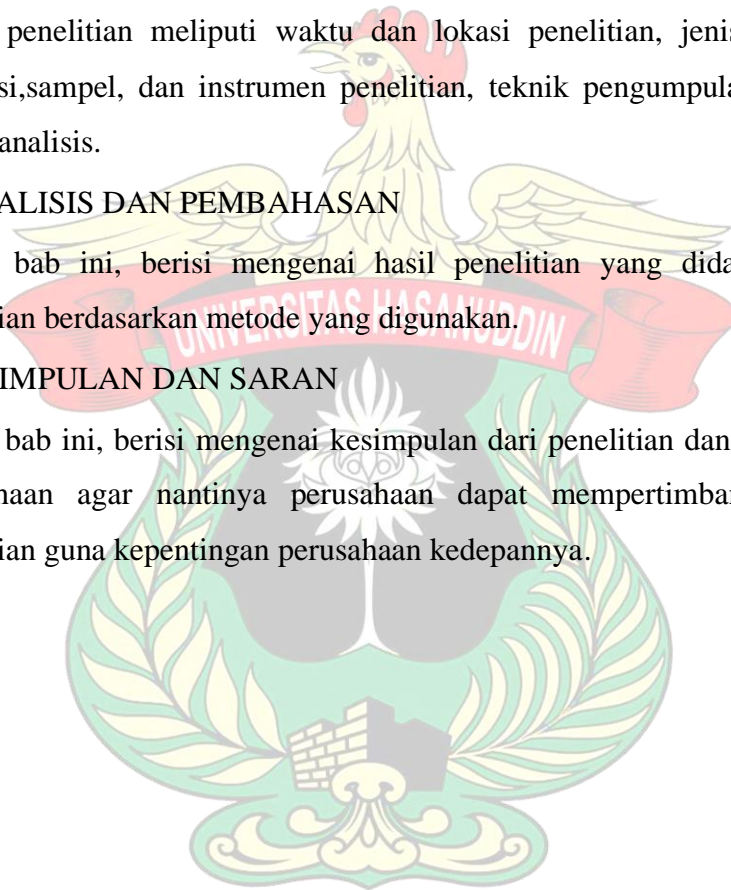 penelitian meliputi waktu dan lokasi penelitian, jenis
si,sampel, dan instrumen penelitian, teknik pengumpula
analisis.
ALISIS DAN PEMBAHASAN
bab ini, berisi mengenai hasil penelitian yang dida
ian berdasarkan metode yang digunakan.
UNIVERSITAS HASANUDDIN
IMPULAN DAN SARAN
bab ini, berisi mengenai kesimpulan dari penelitian dan
naan agar nantinya perusahaan dapat mempertimban
ian guna kepentingan perusahaan kedepannya.